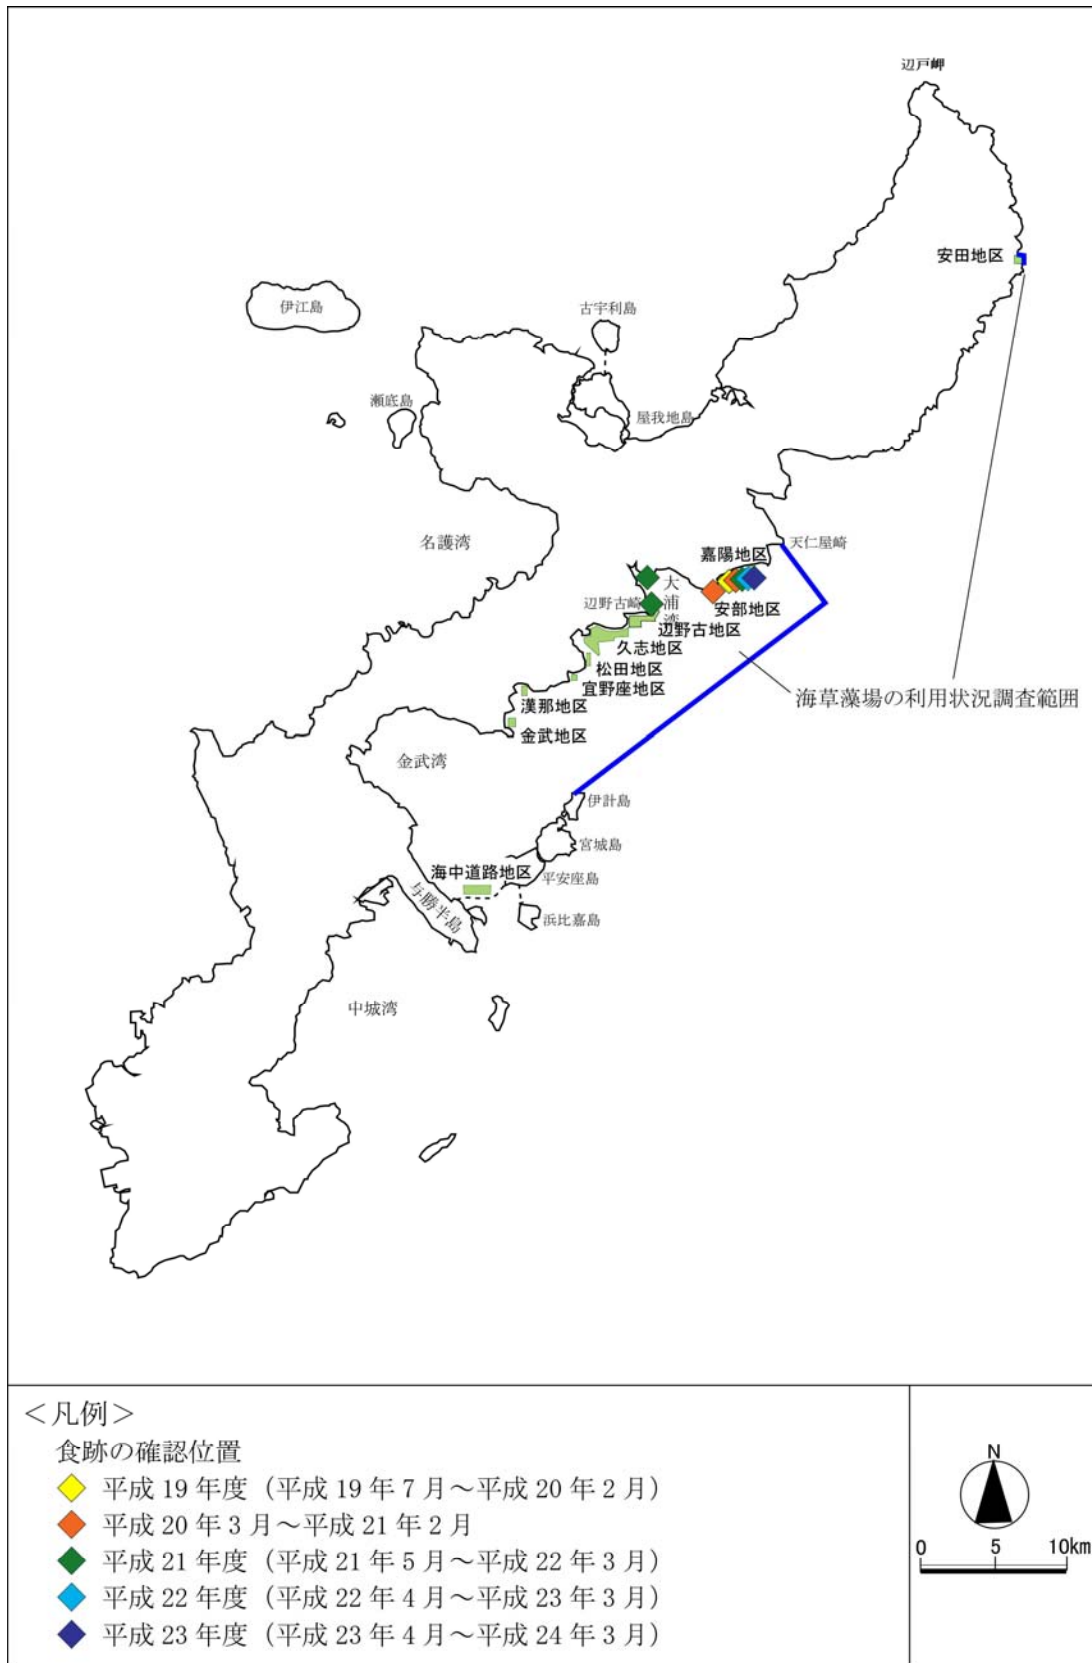 辺戸岬
安田地区
伊江島
古宇利島
瀬底島
屋我地島
名護湾
天仁屋崎
嘉陽地区
大浦湾
辺野古崎
安部地区
辺野古地区
久志地区
松田地区
宜野座地区
海草藻場の利用状況調査範囲
漢那地区
金武地区
金武湾
伊計島
宮城島
海中道路地区
平安座島
与勝半島
浜比嘉島
中城湾
＜凡例＞
食跡の確認位置
平成 19 年度（平成 19 年 7 月～平成 20 年 2 月）
平成 20 年 3 月～平成 21 年 2 月
平成 21 年度（平成 21 年 5 月～平成 22 年 3 月）
平成 22 年度（平成 22 年 4 月～平成 23 年 3 月）
平成 23 年度（平成 23 年 4 月～平成 24 年 3 月）
N
0 5 10km